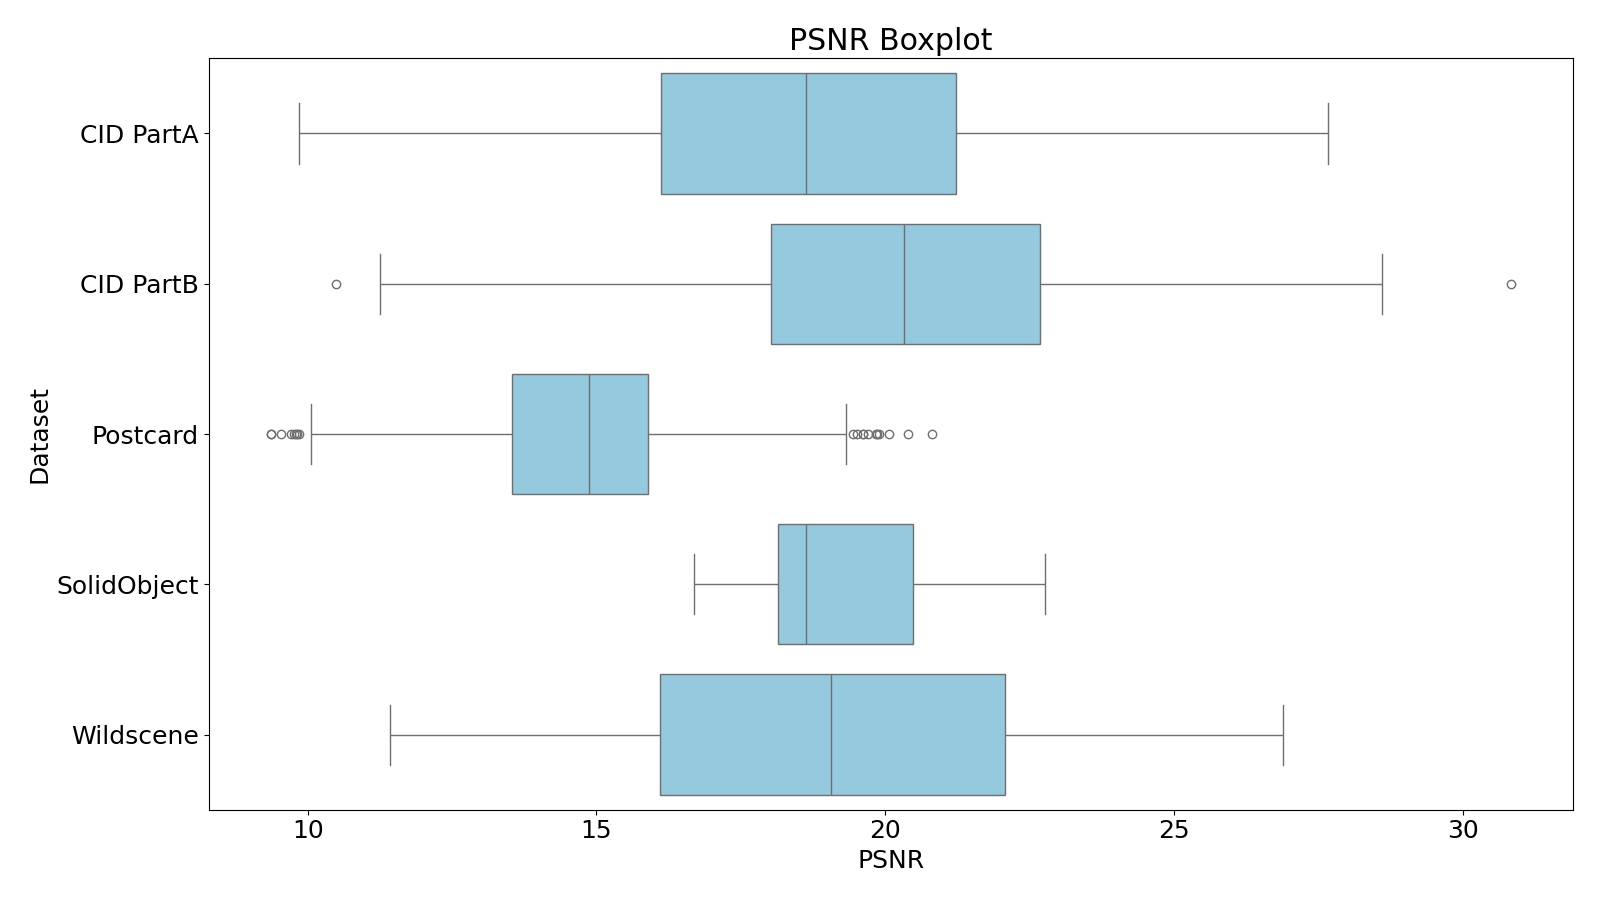 PSNR Boxplot
CID PartA
CID PartB
Postcard
SolidObject
Wildscene
Dataset
10 15 20 25 30
PSNR